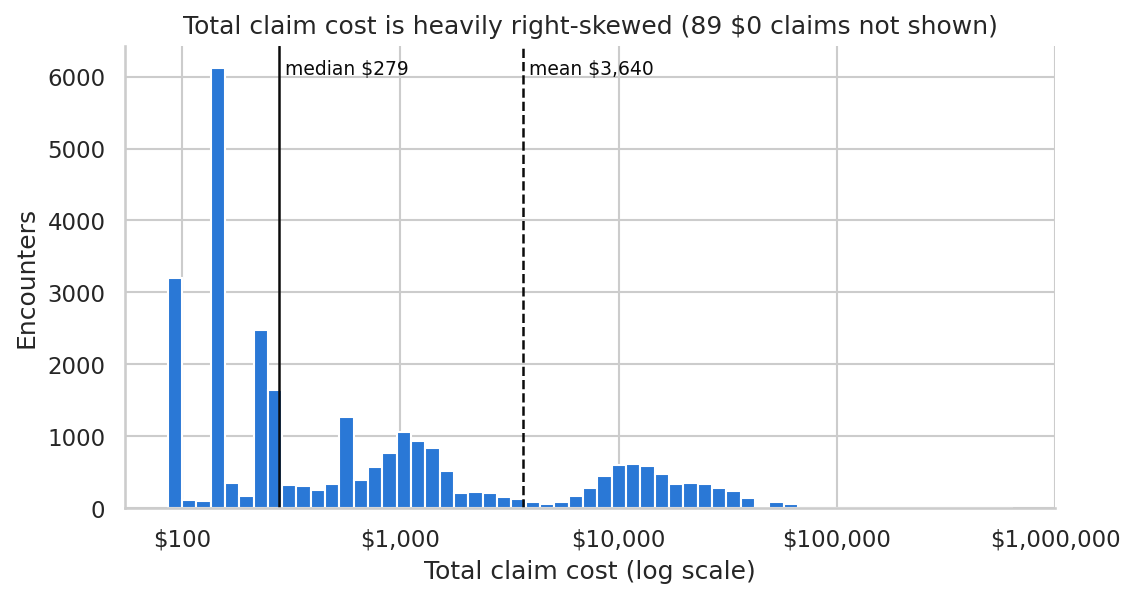 Total claim cost is heavily right-skewed (89 $0 claims not shown)
median $279
mean $3,640
6000
5000
4000
3000
2000
1000
0
Encounters
$100
$1,000
$10,000
$100,000
$1,000,000
Total claim cost (log scale)